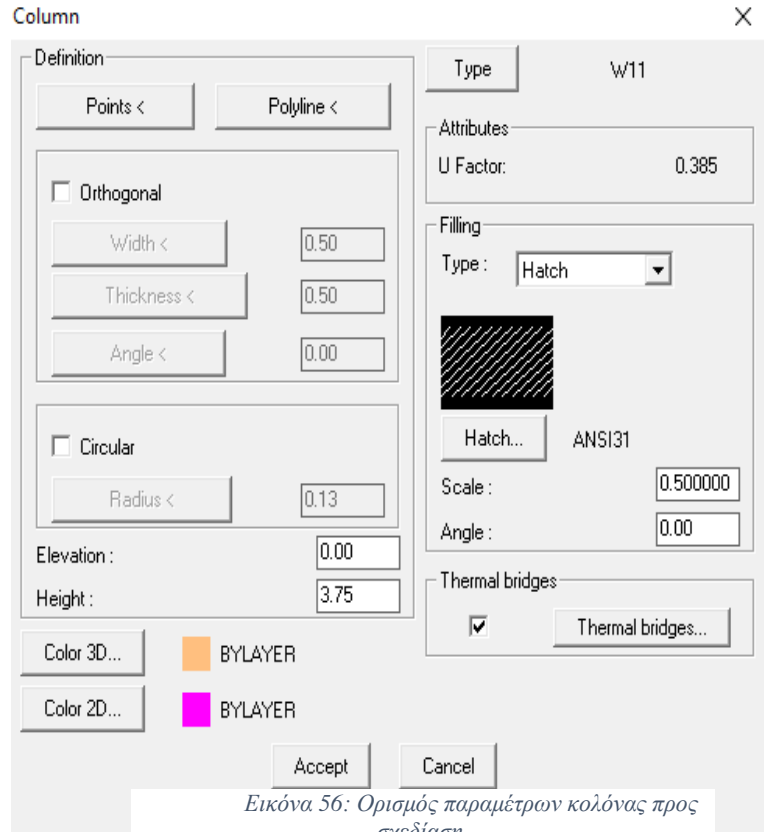 Column
Definition
Points <
Polyline <
Orthogonal
Width <
0.50
Thickness <
0.50
Angle <
0.00
Circular
Radius <
0.13
Elevation :
0.00
Height :
3.75
Color 3D...
BYLAYER
Color 2D...
BYLAYER
Type
W11
Attributes
U Factor:
0.385
Filling
Type :
Hatch
Hatch...
ANSI31
Scale :
0.500000
Angle :
0.00
Thermal bridges
Thermal bridges...
Accept
Cancel
Εικόνα 56: Ορισμός παραμέτρων κολόνας προς
σχεδίαση